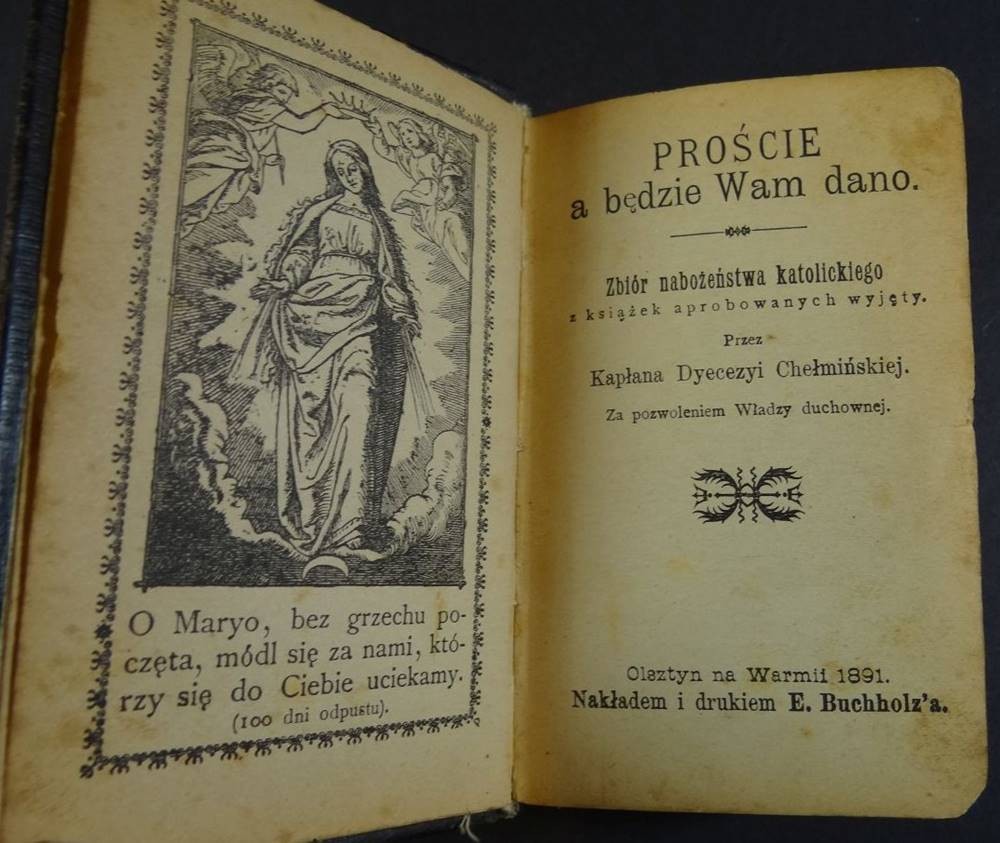 O Maryo, bez grzechu po-
częta, módl się za nami, któ-
rzy się do Ciebie uciekamy.
(100 dni odpustu).
PROŚCIE
a będzie Wam dano.
Zbiór nabożeństwa katolickiego
z książek aprobowanych wyjęty.
Przez
Kapłana Dyecezyi Chełmińskiej.
Za pozwoleniem Władzy duchownej.
Olsztyn na Warmii 1891.
Nakładem i drukiem E. Buchholz'a.